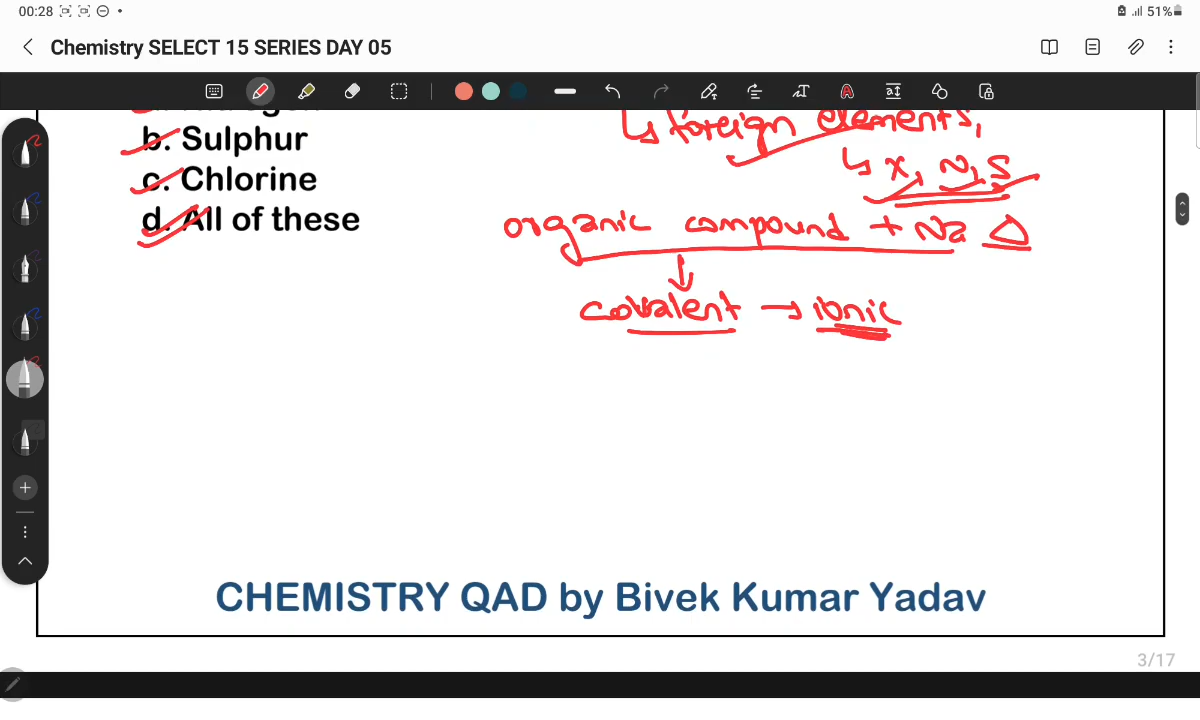 00:28
51%
Chemistry SELECT 15 SERIES DAY 05
b. Sulphur
c. Chlorine
d. All of these
↳ foreign elements,
↳ X, N, S
organic compound + Na Δ
↓
covalent → ionic
CHEMISTRY QAD by Bivek Kumar Yadav
3/17